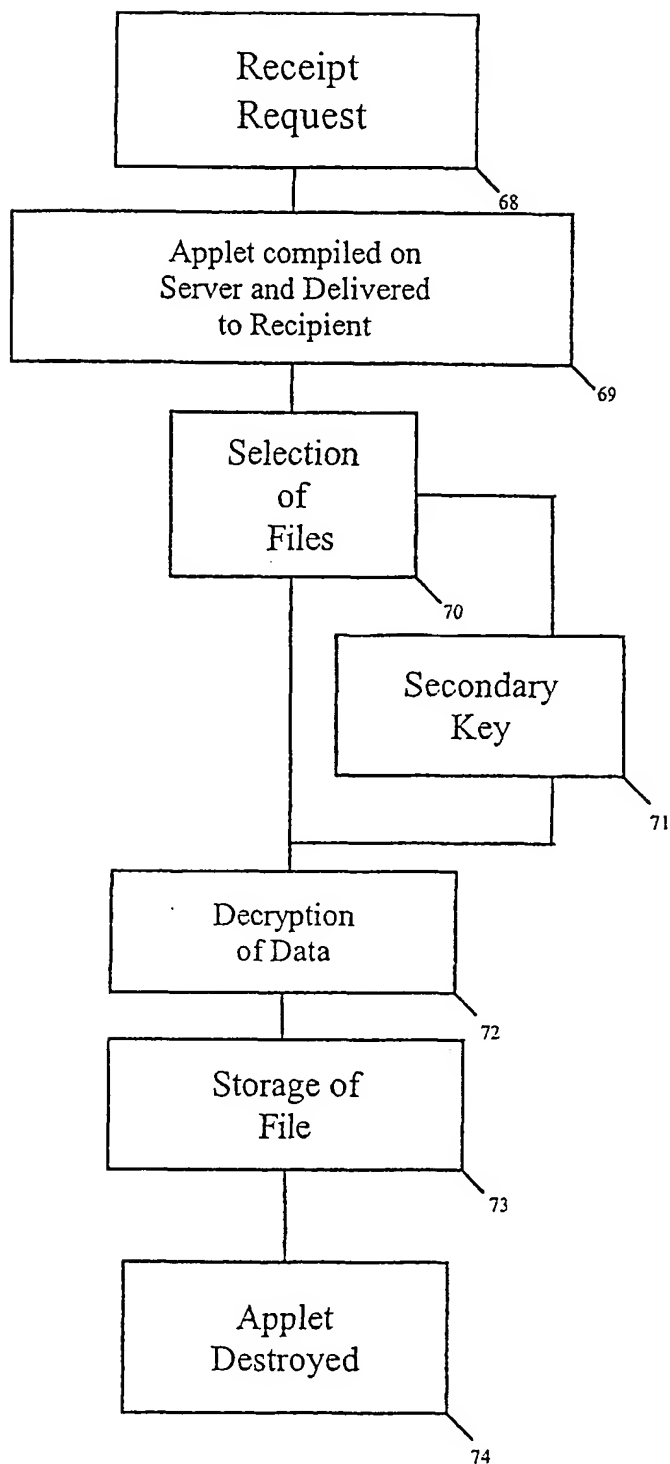 Receipt
Request
68
Applet compiled on
Server and Delivered
to Recipient
69
Selection
of
Files
70
Secondary
Key
71
Decryption
of Data
72
Storage of
File
73
Applet
Destroyed
74